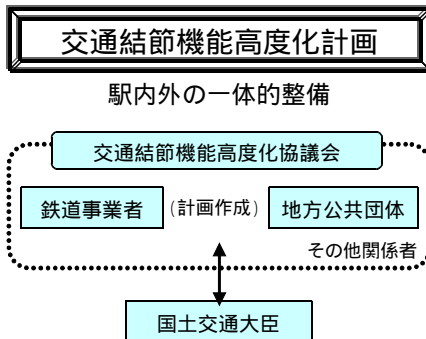 交通結節機能高度化計画
駅内外の一体的整備
交通結節機能高度化協議会
鉄道事業者 (計画作成) 地方公共団体
その他関係者
国土交通大臣